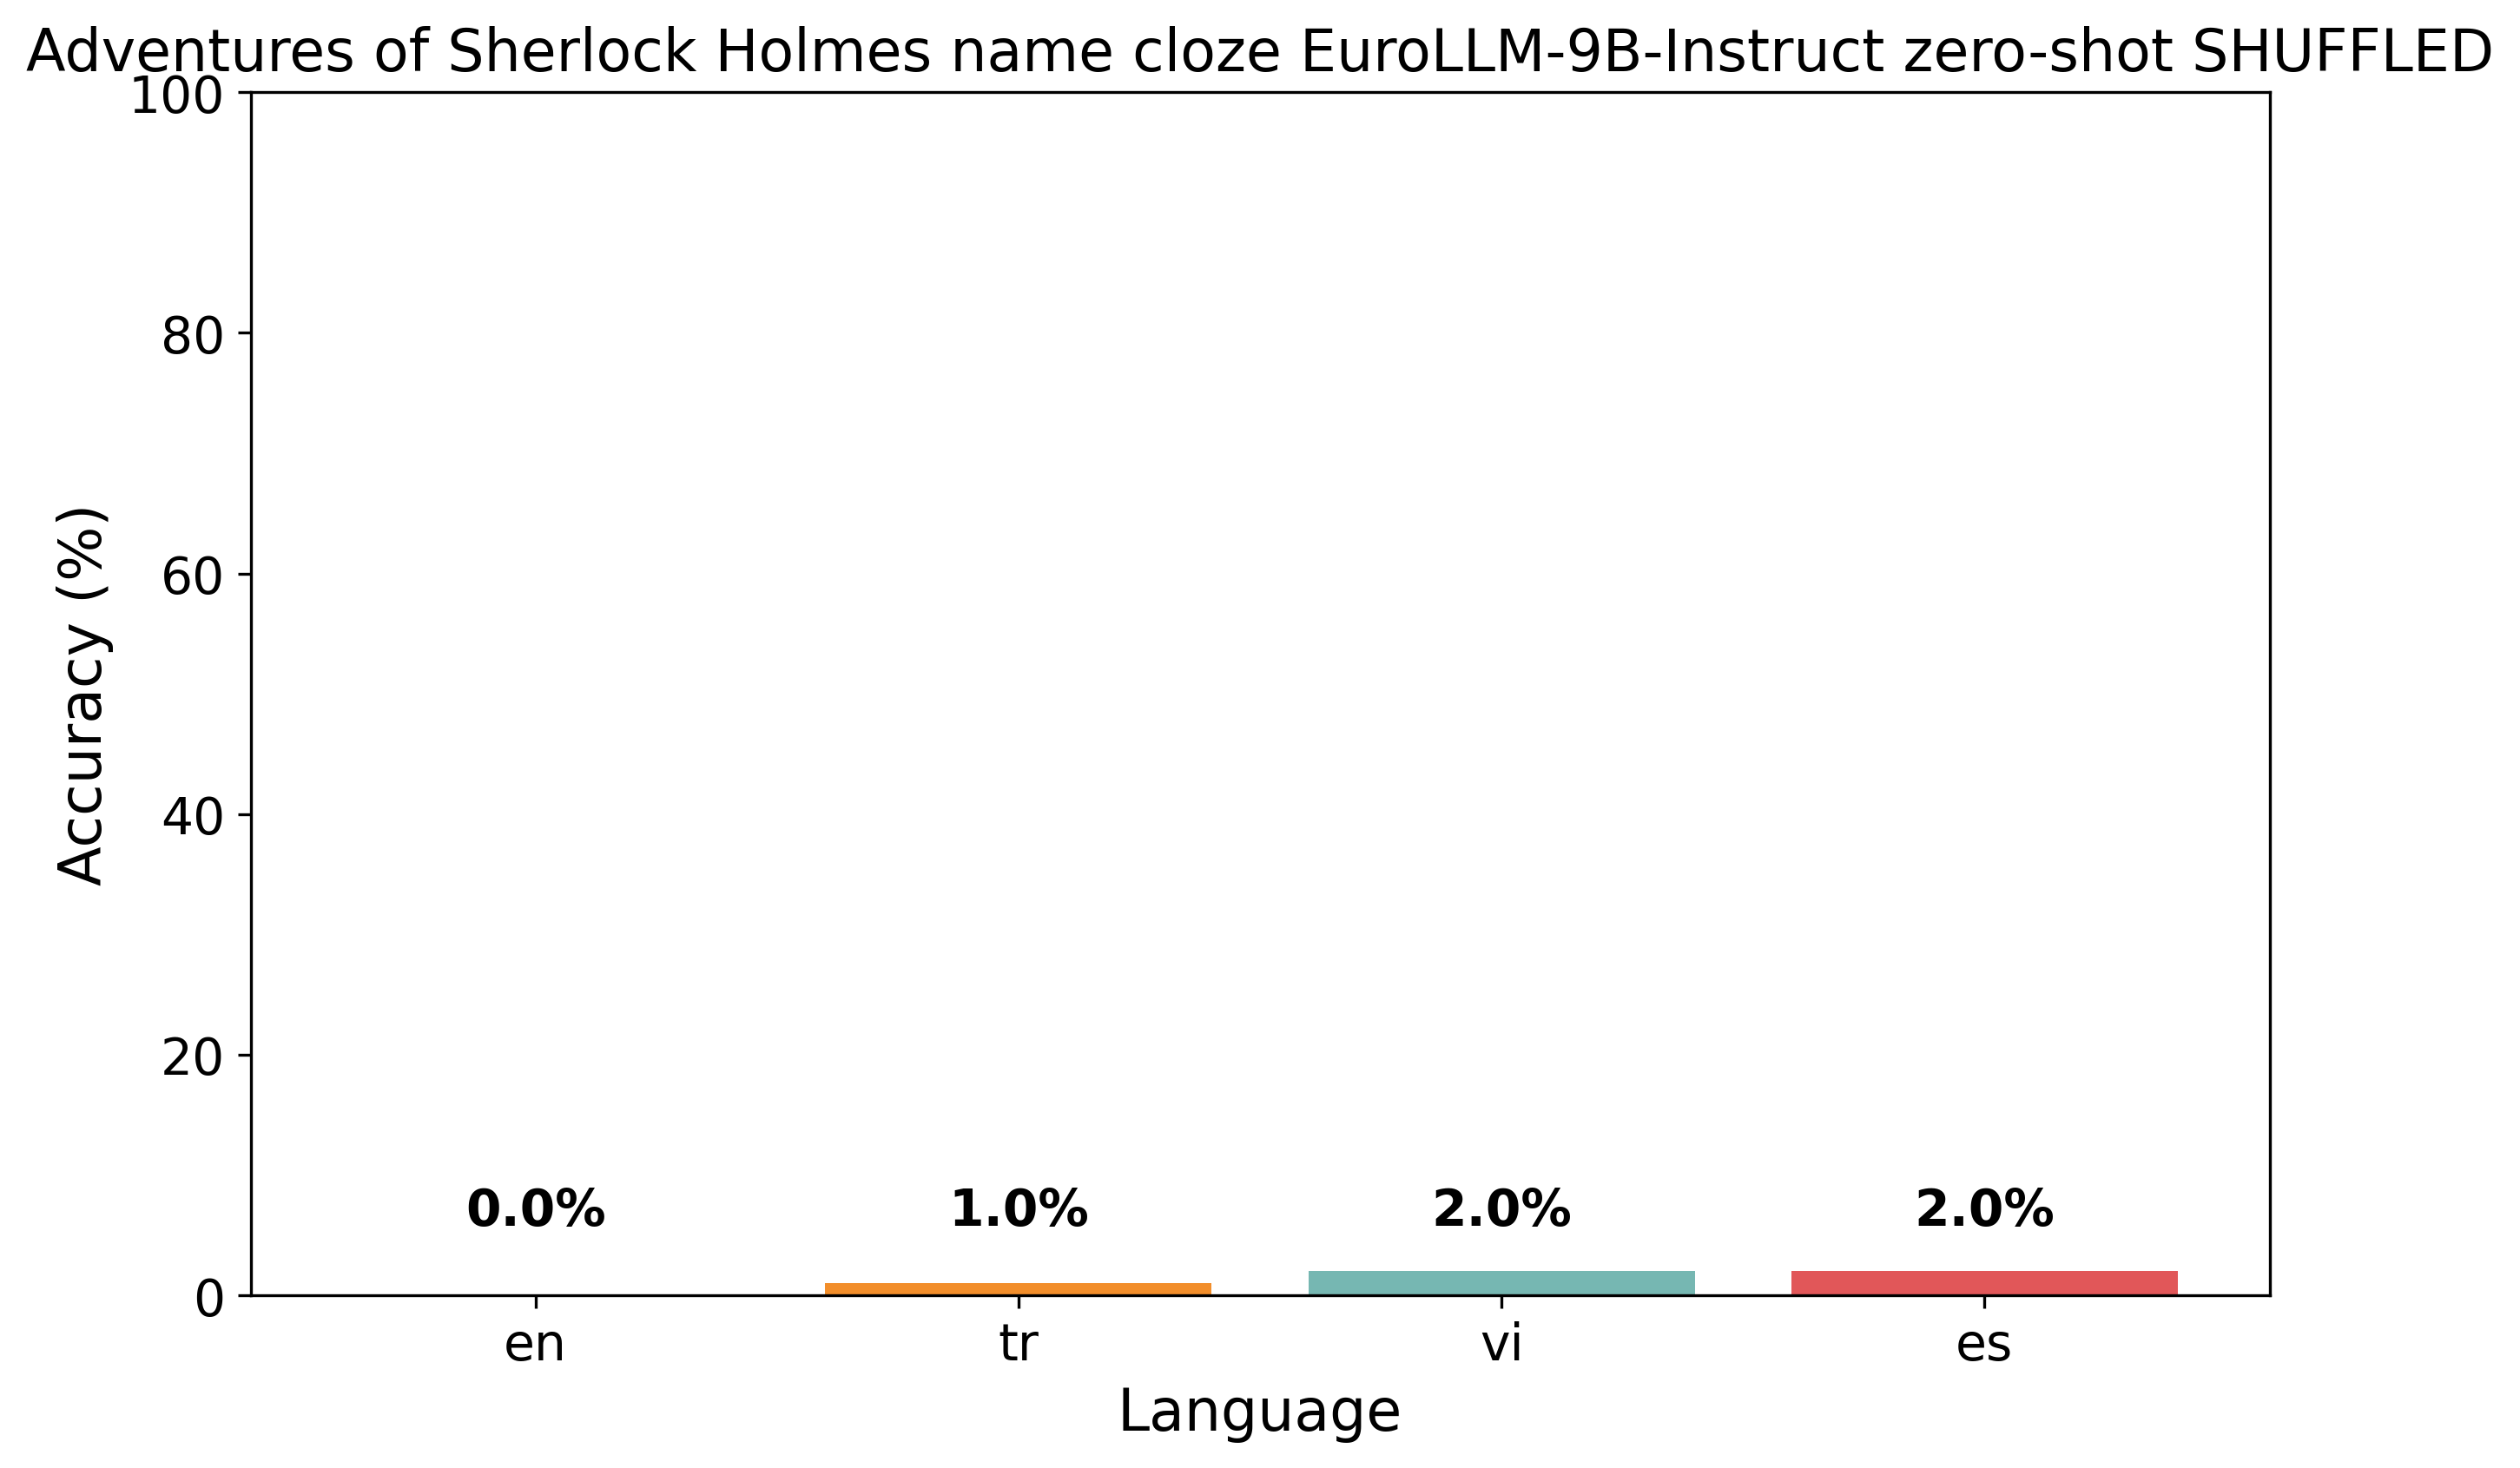 Adventures of Sherlock Holmes name cloze EuroLLM-9B-Instruct zero-shot SHUFFLED
100
80
60
40
20
0
Accuracy (%)
0.0%
1.0%
2.0%
2.0%
en
tr
vi
es
Language